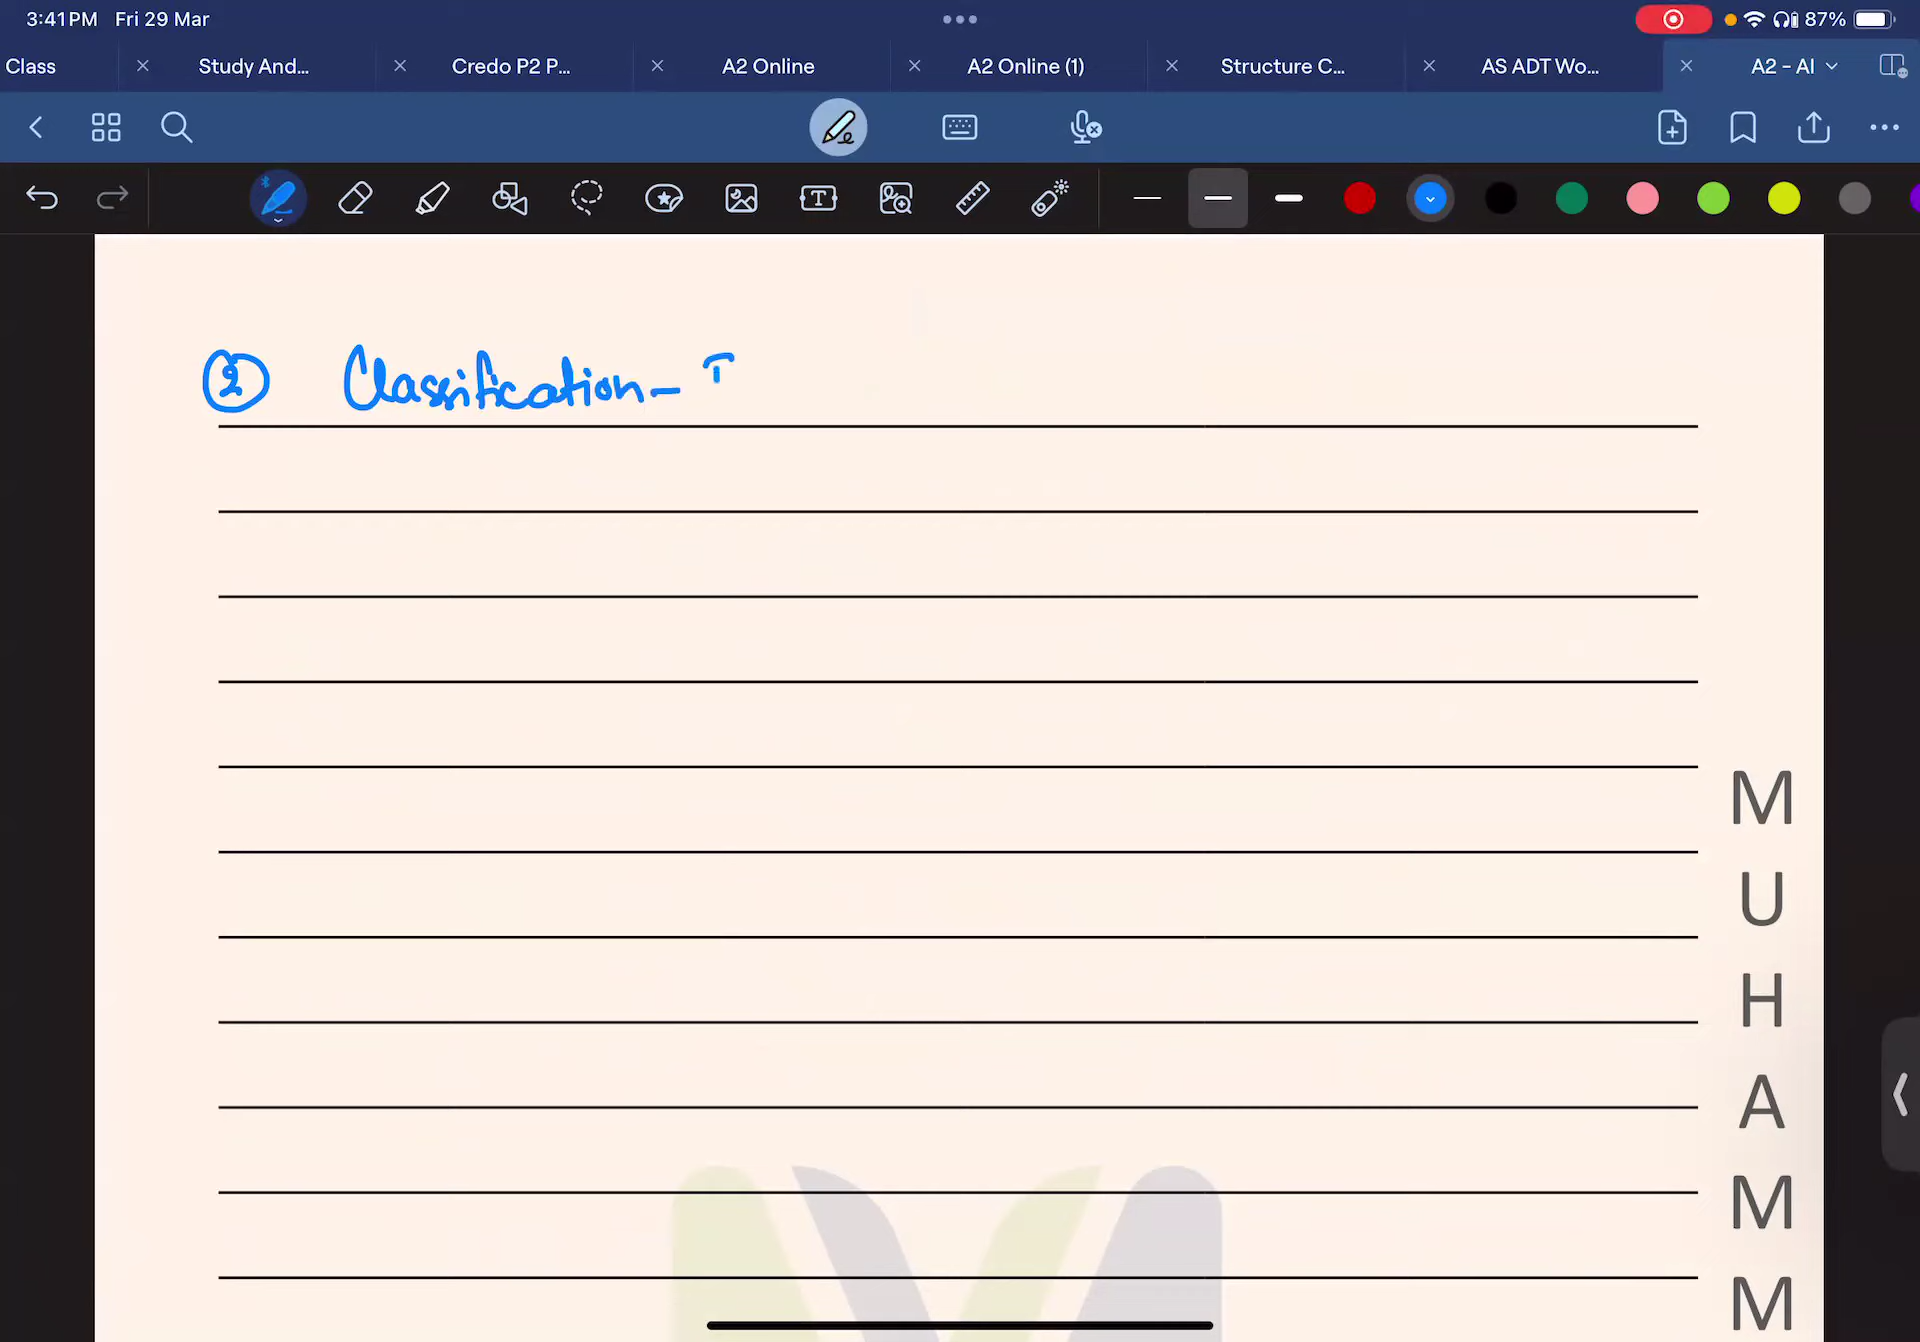 3:41 PM Fri 29 Mar
87%
Class
Study And...
Credo P2 P...
A2 Online
A2 Online (1)
Structure C...
AS ADT Wo...
A2 - AI
② Classification -
M
U
H
A
M
M